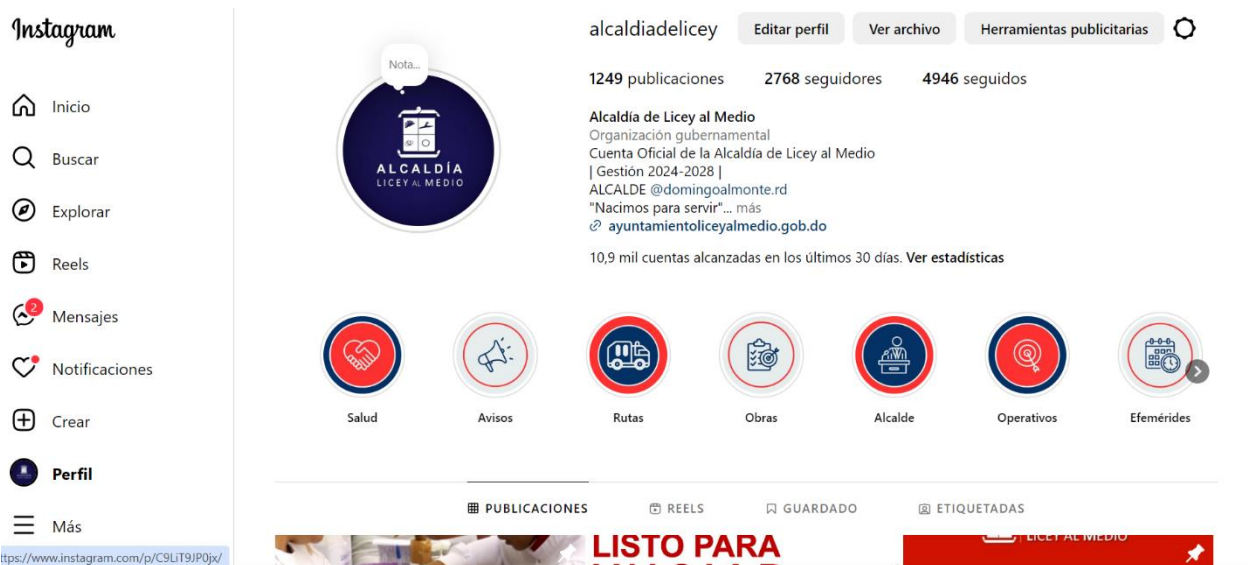 Instagram
Inicio
Buscar
Explorar
Reels
2
Mensajes
Notificaciones
Crear
Perfil
Más
ttps://www.instagram.com/p/C9LiT9JP0jx/
Nota...
ALCALDÍA
LICEY AL MEDIO
alcaldiadelicey Editar perfil Ver archivo Herramientas publicitarias
1249 publicaciones 2768 seguidores 4946 seguidos
Alcaldía de Licey al Medio
Organización gubernamental
Cuenta Oficial de la Alcaldía de Licey al Medio
| Gestión 2024-2028 |
ALCALDE @domingoalmonte.rd
"Nacimos para servir"... más
ayuntamientoliceyalmedio.gob.do
10,9 mil cuentas alcanzadas en los últimos 30 días. Ver estadísticas
Salud Avisos Rutas Obras Alcalde Operativos Efemérides
PUBLICACIONES REELS GUARDADO ETIQUETADAS
LISTO PARA
LICEY AL MEDIO